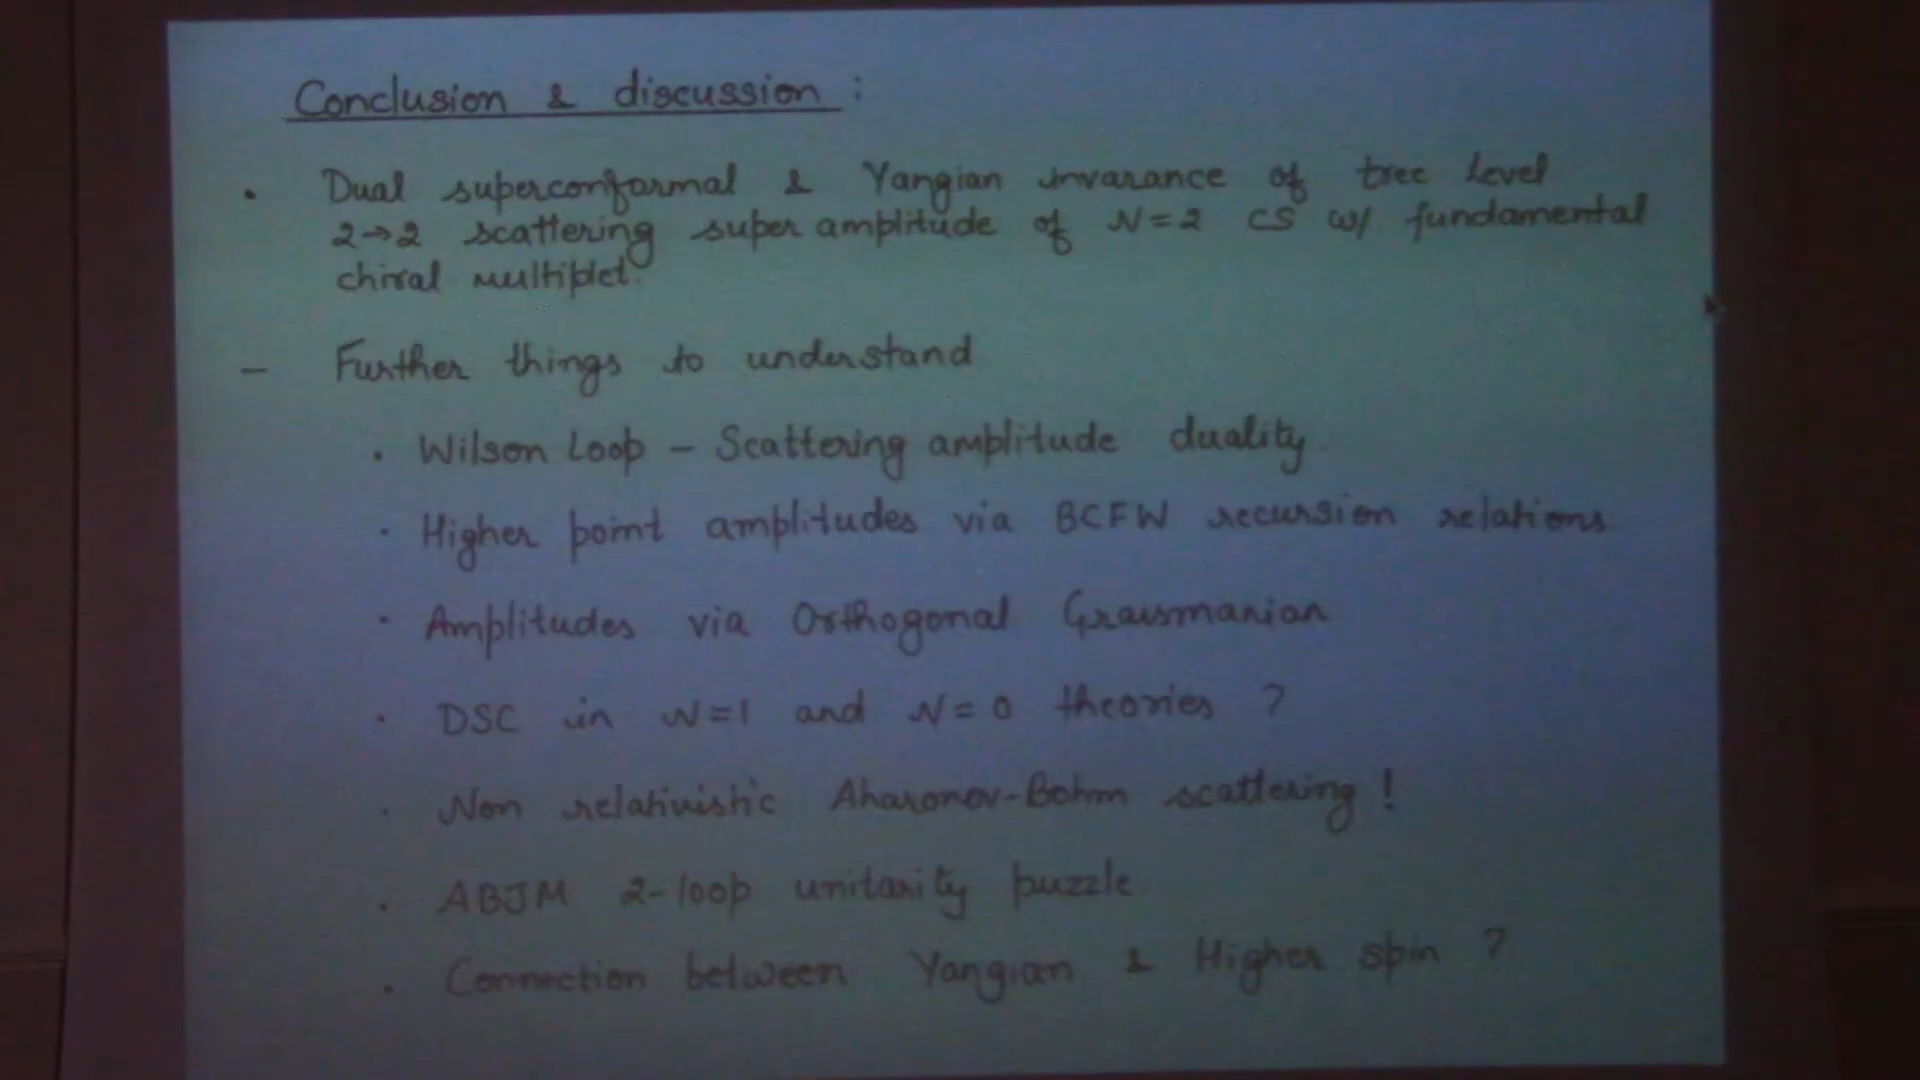 Conclusion & discussion :
• Dual superconformal & Yangian invarance of tree level
2→2 scattering super amplitude of N=2 CS w/ fundamental
chiral multiplet.
— Further things to understand
• Wilson Loop – Scattering amplitude duality.
• Higher point amplitudes via BCFW recursion relations
• Amplitudes via Orthogonal Grassmanian
• DSC in N=1 and N=0 theories ?
• Non relativistic Aharonov-Bohm scattering !
• ABJM 2-loop unitarity puzzle.
• Connection between Yangian & Higher spin ?